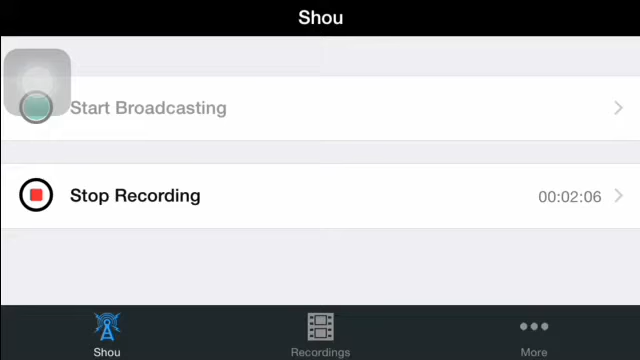 Shou
Start Broadcasting
Stop Recording 00:02:06
Shou Recordings More